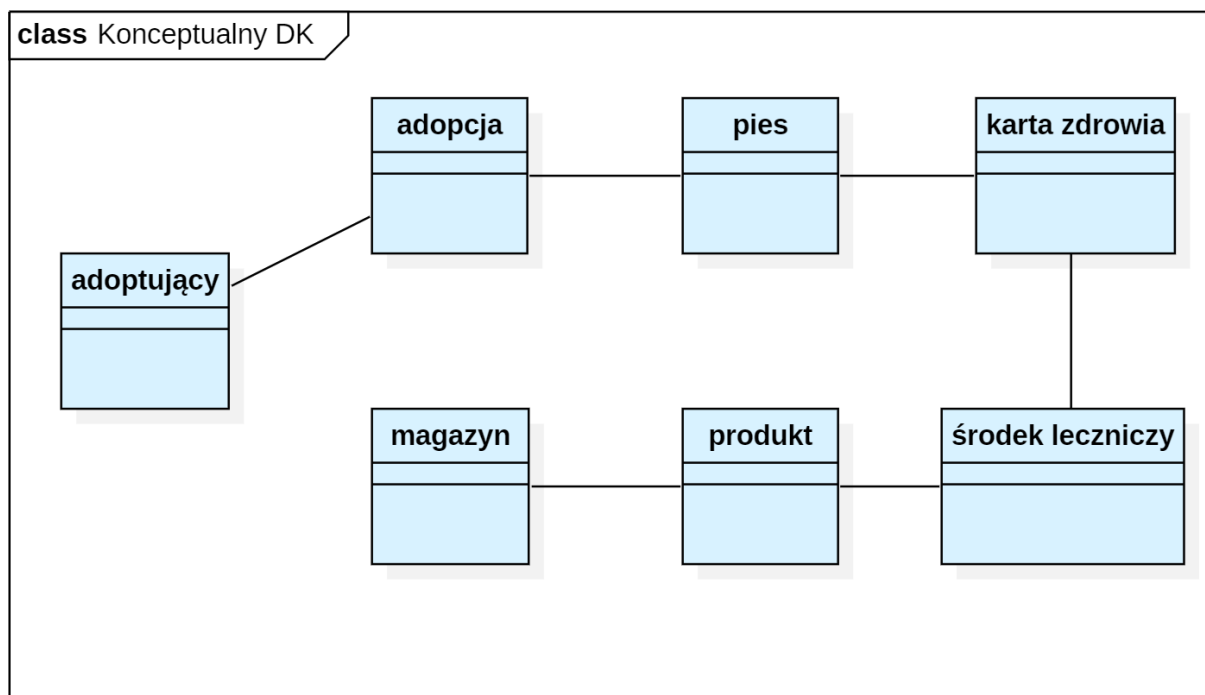 class Konceptualny DK
adopcja
pies
karta zdrowia
adoptujący
magazyn
produkt
środek leczniczy